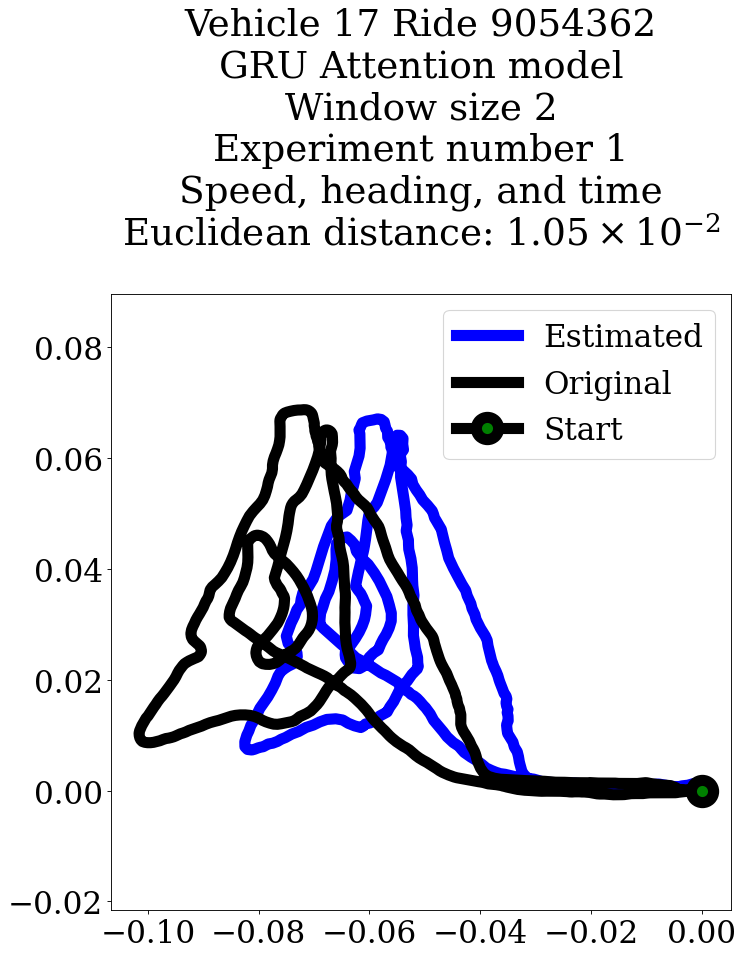 Vehicle 17 Ride 9054362
GRU Attention model
Window size 2
Experiment number 1
Speed, heading, and time
Euclidean distance: 1.05 × 10⁻²
Estimated
Original
Start
0.08
0.06
0.04
0.02
0.00
−0.02
−0.10 −0.08 −0.06 −0.04 −0.02 0.00